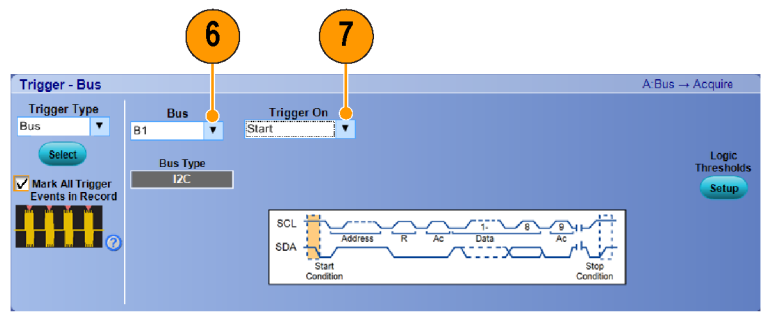 6
7
Trigger - Bus
A:Bus → Acquire
Trigger Type
Bus
Select
Mark All Trigger
Events in Record
?
Bus
B1
Bus Type
I2C
Trigger On
Start
Logic
Thresholds
Setup
SCL
1-
8
9
Address
R
Ac
Data
Ac
SDA
Start
Condition
Stop
Condition